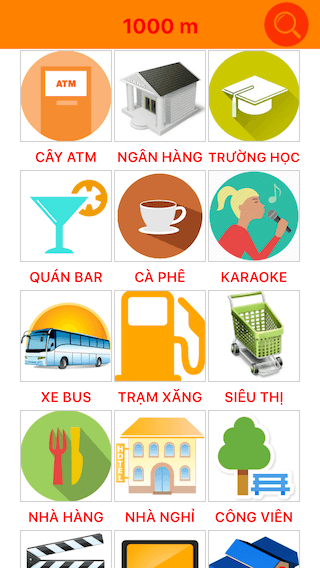 1000 m
ATM
CÂY ATM NGÂN HÀNG TRƯỜNG HỌC
QUÁN BAR CÀ PHÊ KARAOKE
XE BUS TRẠM XĂNG SIÊU THỊ
HOTEL
NHÀ HÀNG NHÀ NGHỈ CÔNG VIÊN